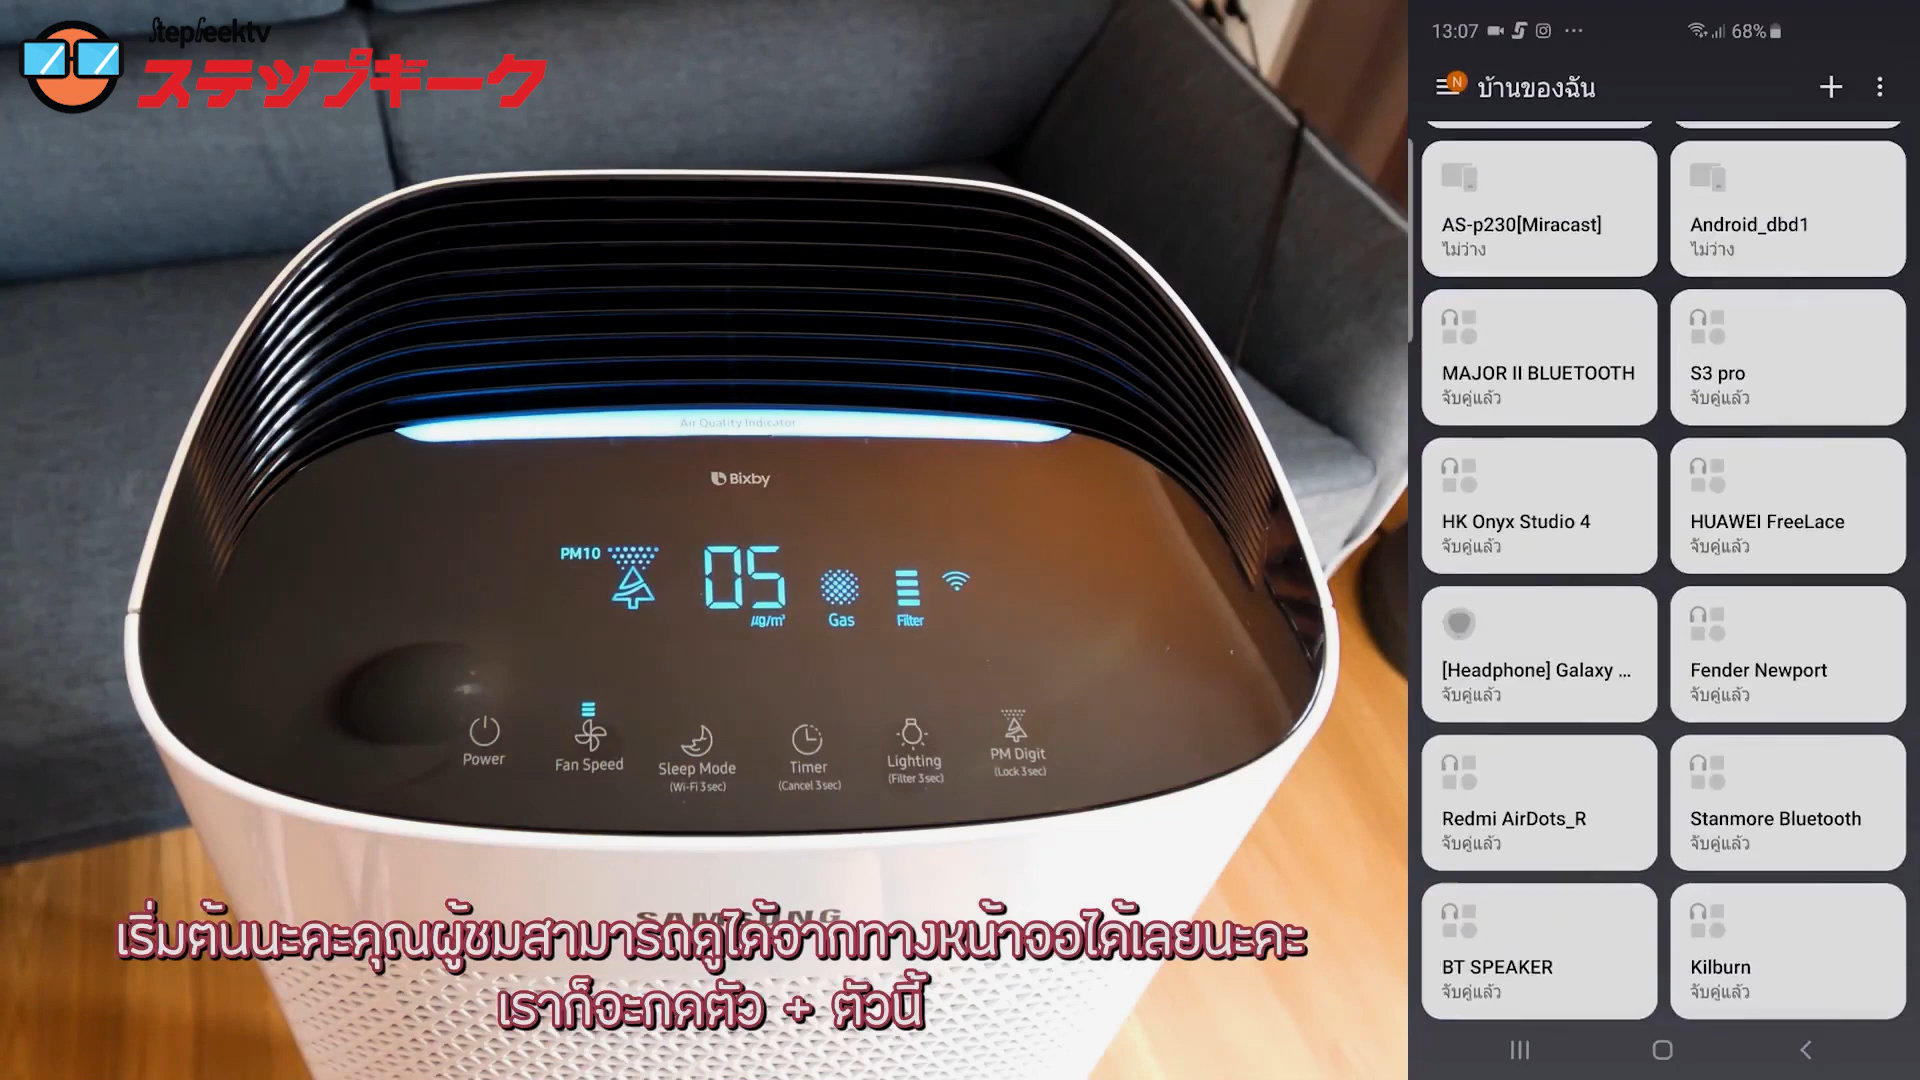 StepGeektv
ステップギーク
Air Quality Indicator
Bixby
PM10
05
µg/m³
Gas
Filter
Power
Fan Speed
Sleep Mode
(Wi-Fi 3sec)
Timer
(Cancel 3sec)
Lighting
(Filter 3sec)
PM Digit
(Lock 3sec)
SAMSUNG
เริ่มต้นนะคะคุณผู้ชมสามารถดูได้จากทางหน้าจอได้เลยนะคะ
เราก็จะกดตัว + ตัวนี้
13:07
68%
N
บ้านของฉัน
AS-p230[Miracast]
ไม่ว่าง
Android_dbd1
ไม่ว่าง
MAJOR II BLUETOOTH
จับคู่แล้ว
S3 pro
จับคู่แล้ว
HK Onyx Studio 4
จับคู่แล้ว
HUAWEI FreeLace
จับคู่แล้ว
[Headphone] Galaxy ...
จับคู่แล้ว
Fender Newport
จับคู่แล้ว
Redmi AirDots_R
จับคู่แล้ว
Stanmore Bluetooth
จับคู่แล้ว
BT SPEAKER
จับคู่แล้ว
Kilburn
จับคู่แล้ว